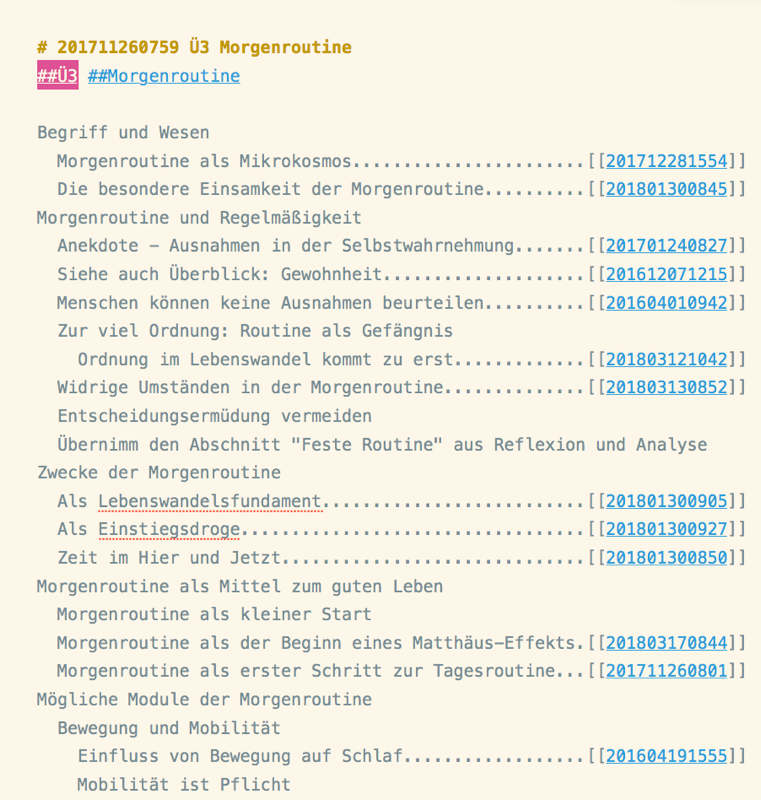 # 201711260759 Ü3 Morgenroutine
##Ü3 ##Morgenroutine
Begriff und Wesen
Morgenroutine als Mikrokosmos.......................[[201712281554]]
Die besondere Einsamkeit der Morgenroutine..........[[201801300845]]
Morgenroutine und Regelmäßigkeit
Anekdote – Ausnahmen in der Selbstwahrnehmung.......[[201701240827]]
Siehe auch Überblick: Gewohnheit....................[[201612071215]]
Menschen können keine Ausnahmen beurteilen..........[[201604010942]]
Zur viel Ordnung: Routine als Gefängnis
Ordnung im Lebenswandel kommt zu erst.............[[201803121042]]
Widrige Umständen in der Morgenroutine..............[[201803130852]]
Entscheidungsermüdung vermeiden
Übernimm den Abschnitt "Feste Routine" aus Reflexion und Analyse
Zwecke der Morgenroutine
Als Lebenswandelsfundament..........................[[201801300905]]
Als Einstiegsdroge..................................[[201801300927]]
Zeit im Hier und Jetzt..............................[[201801300850]]
Morgenroutine als Mittel zum guten Leben
Morgenroutine als kleiner Start
Morgenroutine als der Beginn eines Matthäus-Effekts.[[201803170844]]
Morgenroutine als erster Schritt zur Tagesroutine...[[201711260801]]
Mögliche Module der Morgenroutine
Bewegung und Mobilität
Einfluss von Bewegung auf Schlaf..................[[201604191555]]
Mobilität ist Pflicht